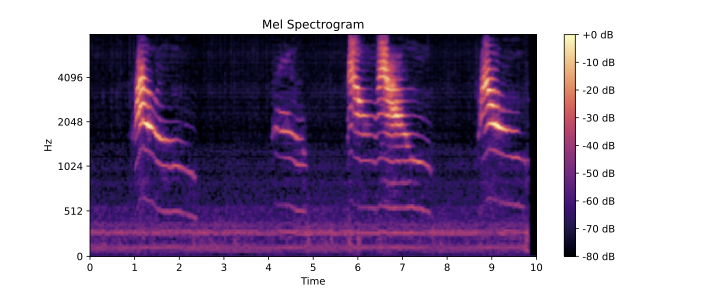 Mel Spectrogram
+0 dB
-10 dB
-20 dB
-30 dB
-40 dB
-50 dB
-60 dB
-70 dB
-80 dB
Hz
4096
2048
1024
512
0
0 1 2 3 4 5 6 7 8 9 10
Time